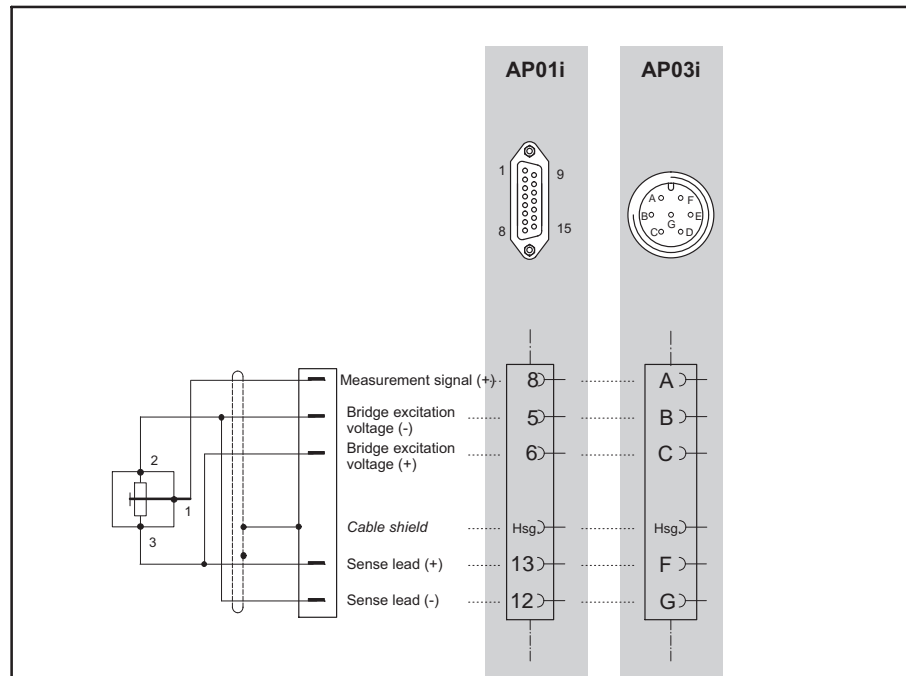 AP01i
AP03i
1
9
8
15
A
F
B
E
G
C
D
Measurement signal (+)
8
A
Bridge excitation
voltage (-)
5
B
Bridge excitation
voltage (+)
6
C
2
1
3
Cable shield
Hsg
Hsg
Sense lead (+)
13
F
Sense lead (-)
12
G